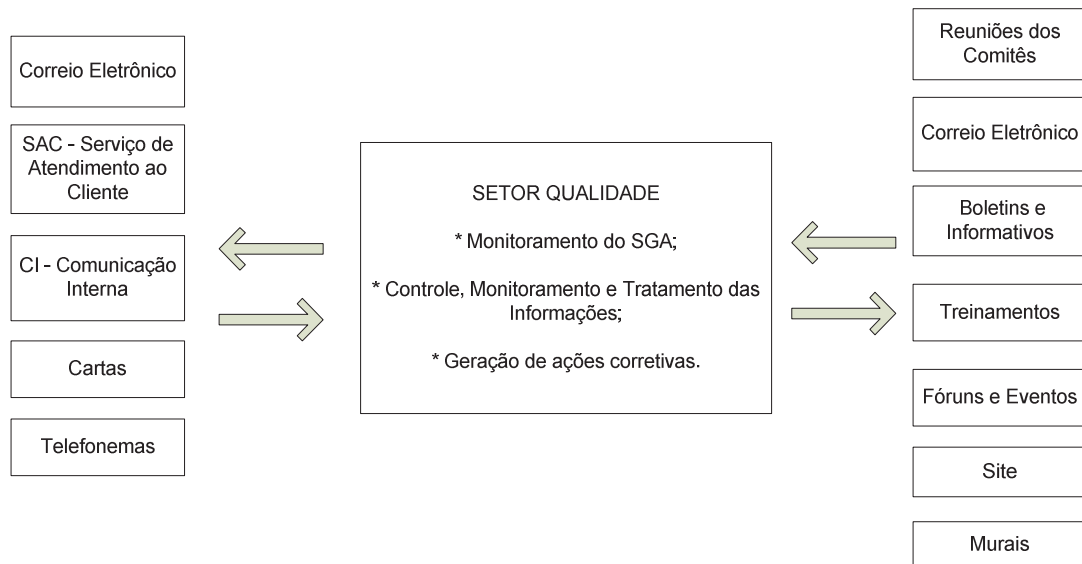 Correio Eletrônico
SAC - Serviço de
Atendimento ao
Cliente
CI - Comunicação
Interna
Cartas
Telefonemas
SETOR QUALIDADE
* Monitoramento do SGA;
* Controle, Monitoramento e Tratamento das
Informações;
* Geração de ações corretivas.
Reuniões dos
Comitês
Correio Eletrônico
Boletins e
Informativos
Treinamentos
Fóruns e Eventos
Site
Murais